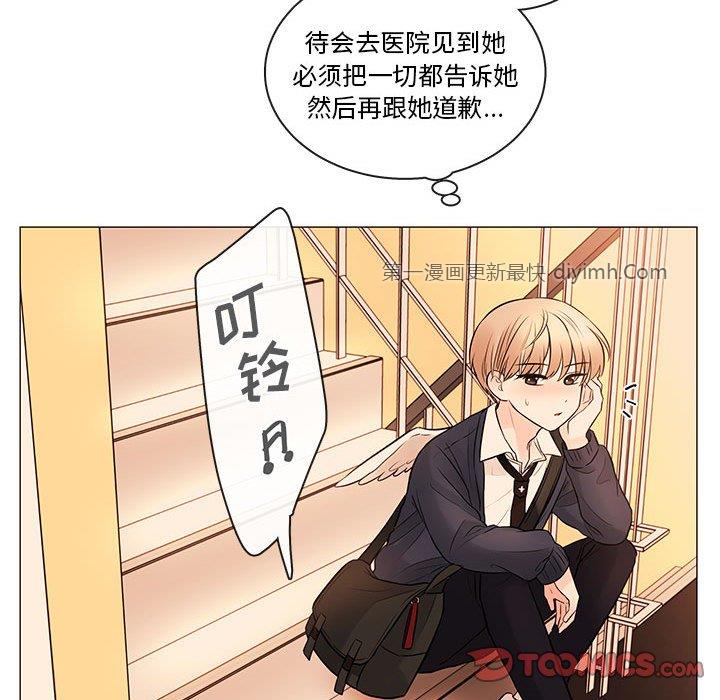 待会去医院见到她
必须把一切都告诉她
然后再跟她道歉...
第一漫画更新最快 diyimh.Com
叮铃♫
TOOMICS.com